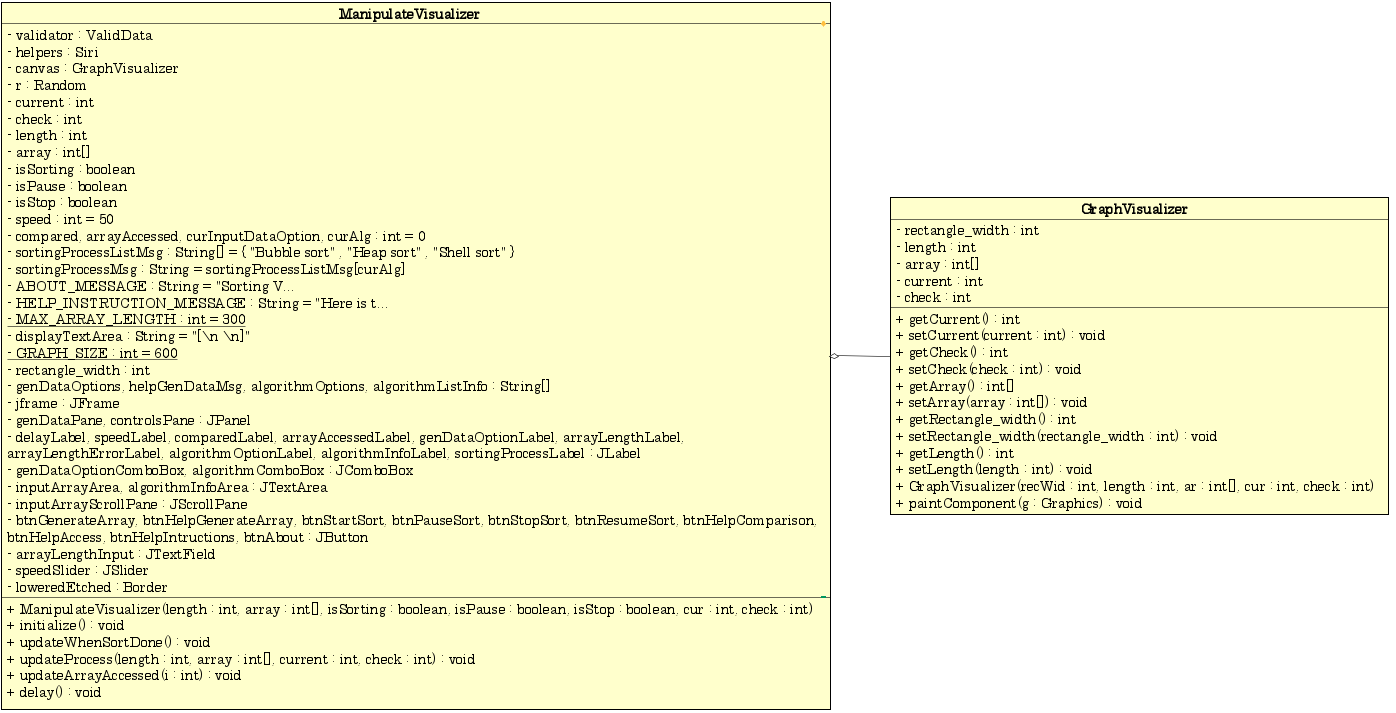 ManipulateVisualizer
- validator : ValidData
- helpers : Siri
- canvas : GraphVisualizer
- r : Random
- current : int
- check : int
- length : int
- array : int[]
- isSorting : boolean
- isPause : boolean
- isStop : boolean
- speed : int = 50
- compared, arrayAccessed, curInputDataOption, curAlg : int = 0
- sortingProcessListMsg : String[] = { "Bubble sort" , "Heap sort" , "Shell sort" }
- sortingProcessMsg : String = sortingProcessListMsg[curAlg]
- ABOUT_MESSAGE : String = "Sorting V...
- HELP_INSTRUCTION_MESSAGE : String = "Here is t...
- MAX_ARRAY_LENGTH : int = 300
- displayTextArea : String = "[\n \n]"
- GRAPH_SIZE : int = 600
- rectangle_width : int
- genDataOptions, helpGenDataMsg, algorithmOptions, algorithmListInfo : String[]
- jframe : JFrame
- genDataPane, controlsPane : JPanel
- delayLabel, speedLabel, comparedLabel, arrayAccessedLabel, genDataOptionLabel, arrayLengthLabel,
arrayLengthErrorLabel, algorithmOptionLabel, algorithmInfoLabel, sortingProcessLabel : JLabel
- genDataOptionComboBox, algorithmComboBox : JComboBox
- inputArrayArea, algorithmInfoArea : JTextArea
- inputArrayScrollPane : JScrollPane
- btnGenerateArray, btnHelpGenerateArray, btnStartSort, btnPauseSort, btnStopSort, btnResumeSort, btnHelpComparison,
btnHelpAccess, btnHelpIntructions, btnAbout : JButton
- arrayLengthInput : JTextField
- speedSlider : JSlider
- loweredEtched : Border
+ ManipulateVisualizer(length : int, array : int[], isSorting : boolean, isPause : boolean, isStop : boolean, cur : int, check : int)
+ initialize() : void
+ updateWhenSortDone() : void
+ updateProcess(length : int, array : int[], current : int, check : int) : void
+ updateArrayAccessed(i : int) : void
+ delay() : void
GraphVisualizer
- rectangle_width : int
- length : int
- array : int[]
- current : int
- check : int
+ getCurrent() : int
+ setCurrent(current : int) : void
+ getCheck() : int
+ setCheck(check : int) : void
+ getArray() : int[]
+ setArray(array : int[]) : void
+ getRectangle_width() : int
+ setRectangle_width(rectangle_width : int) : void
+ getLength() : int
+ setLength(length : int) : void
+ GraphVisualizer(recWid : int, length : int, ar : int[], cur : int, check : int)
+ paintComponent(g : Graphics) : void